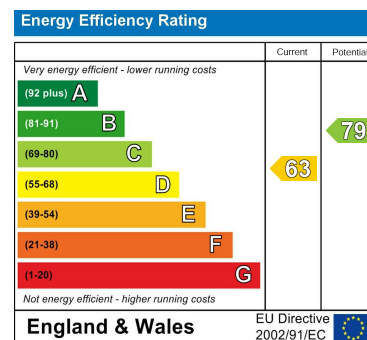 Energy Efficiency Rating
Current Potential
Very energy efficient - lower running costs
(92 plus) A
(81-91) B
(69-80) C
(55-68) D
(39-54) E
(21-38) F
(1-20) G
63
79
Not energy efficient - higher running costs
England & Wales
EU Directive
2002/91/EC